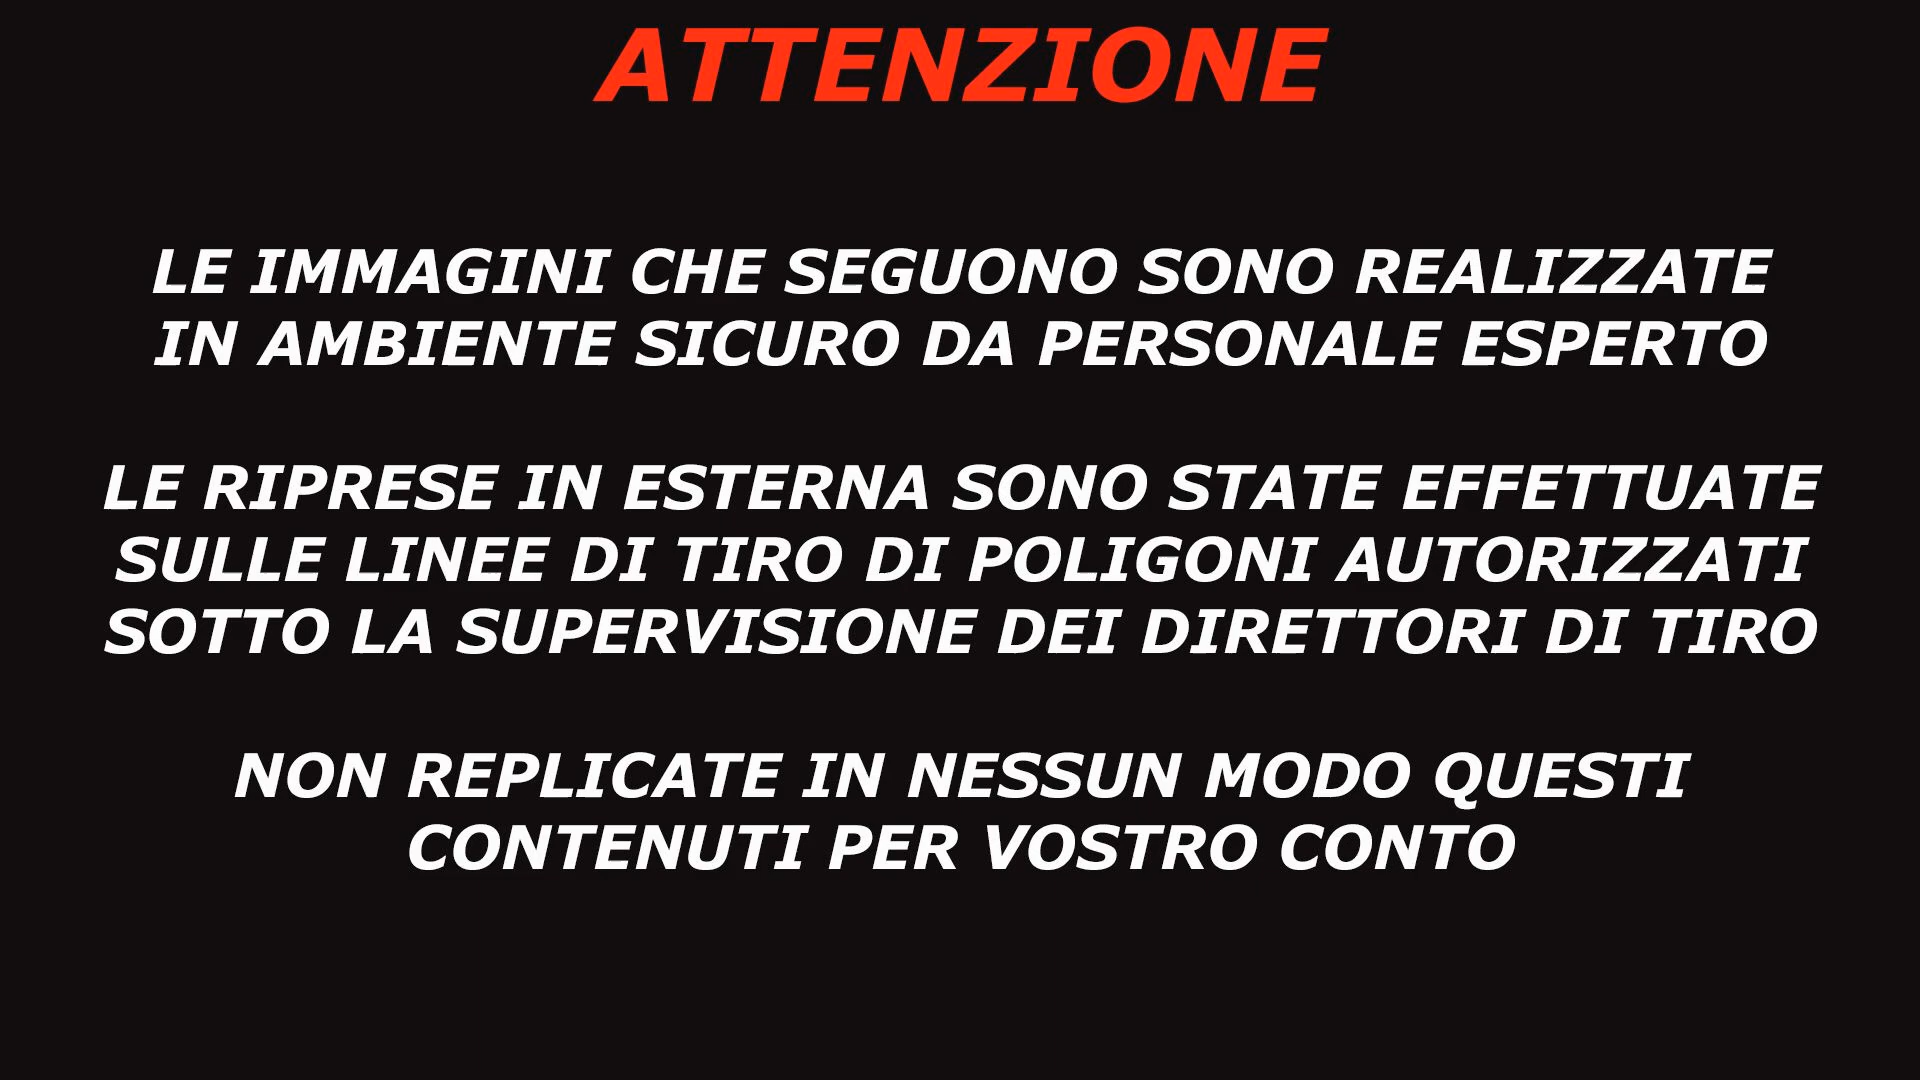 ATTENZIONE
LE IMMAGINI CHE SEGUONO SONO REALIZZATE
IN AMBIENTE SICURO DA PERSONALE ESPERTO
LE RIPRESE IN ESTERNA SONO STATE EFFETTUATE
SULLE LINEE DI TIRO DI POLIGONI AUTORIZZATI
SOTTO LA SUPERVISIONE DEI DIRETTORI DI TIRO
NON REPLICATE IN NESSUN MODO QUESTI
CONTENUTI PER VOSTRO CONTO